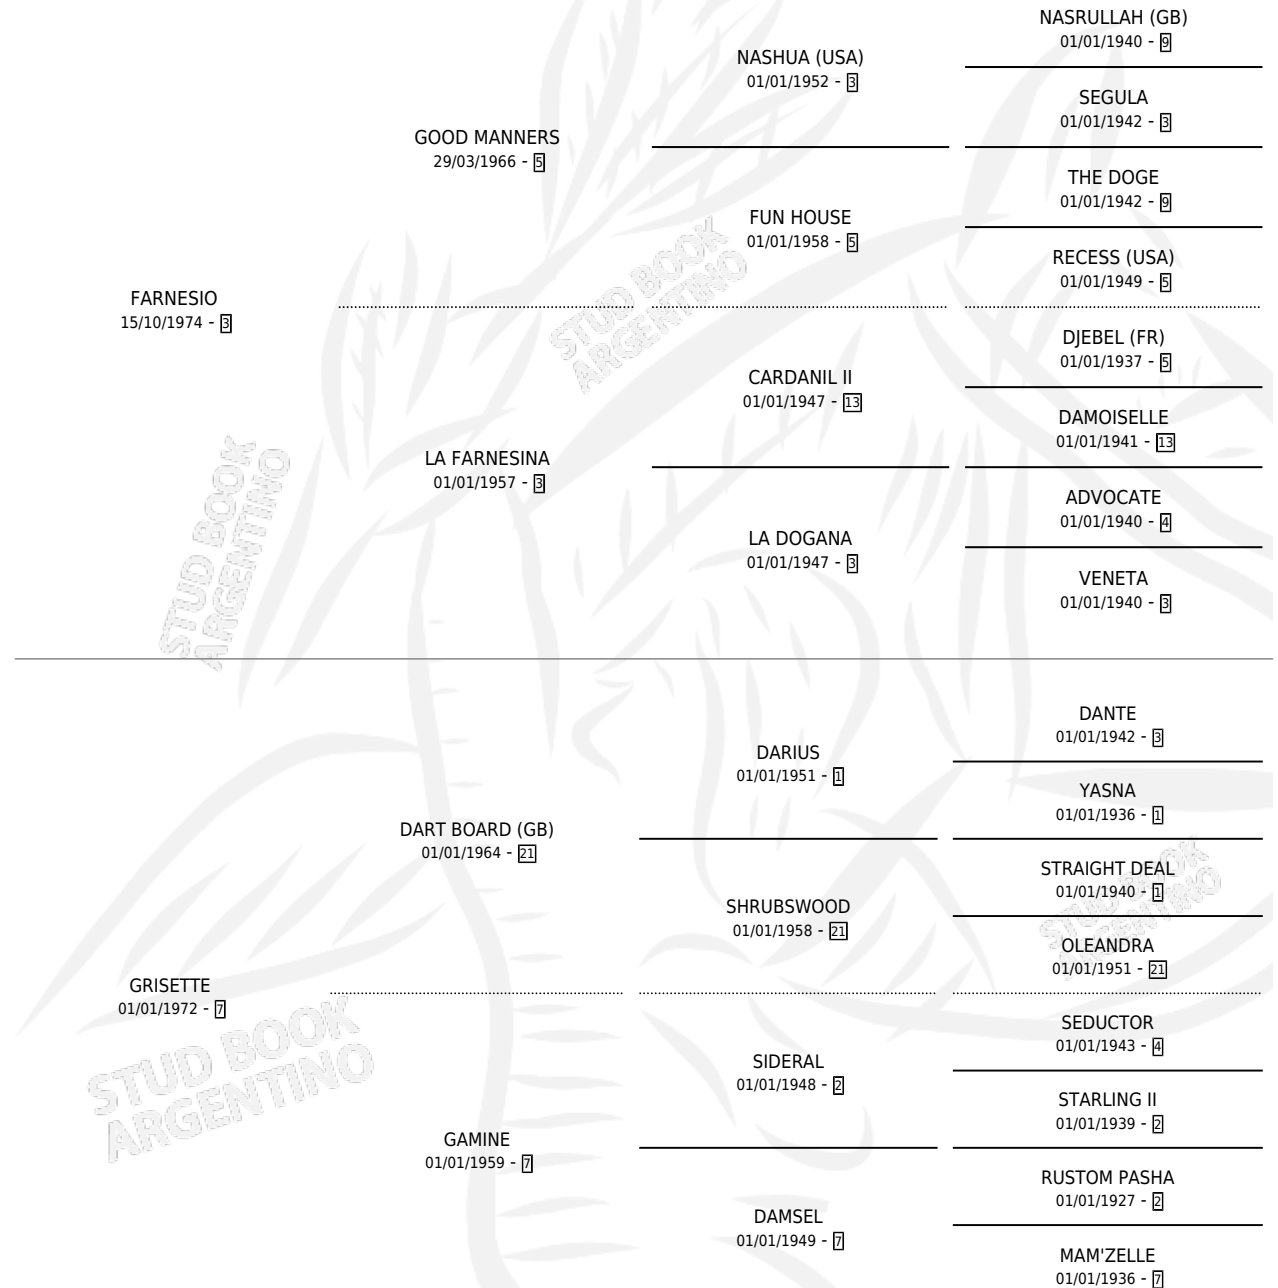 NASRULLAH (GB)
01/01/1940 - 9
NASHUA (USA)
01/01/1952 - 3
SEGULA
01/01/1942 - 3
GOOD MANNERS
29/03/1966 - 5
THE DOGE
01/01/1942 - 9
FUN HOUSE
01/01/1958 - 5
RECESS (USA)
01/01/1949 - 5
FARNESIO
15/10/1974 - 3
DJEBEL (FR)
01/01/1937 - 5
CARDANIL II
01/01/1947 - 13
DAMOISELLE
01/01/1941 - 13
LA FARNESINA
01/01/1957 - 3
ADVOCATE
01/01/1940 - 4
LA DOGANA
01/01/1947 - 3
VENETA
01/01/1940 - 3
DANTE
01/01/1942 - 3
DARIUS
01/01/1951 - 1
YASNA
01/01/1936 - 1
DART BOARD (GB)
01/01/1964 - 21
STRAIGHT DEAL
01/01/1940 - 1
SHRUBSWOOD
01/01/1958 - 21
OLEANDRA
01/01/1951 - 21
GRISETTE
01/01/1972 - 7
SEDUCTOR
01/01/1943 - 4
SIDERAL
01/01/1948 - 2
STARLING II
01/01/1939 - 2
GAMINE
01/01/1959 - 7
RUSTOM PASHA
01/01/1927 - 2
DAMSEL
01/01/1949 - 7
MAM'ZELLE
01/01/1936 - 7
STUD BOOK
ARGENTINO
STUD BOOK
ARGENTINO
STUD BOOK
ARGENTINO
STUD BOOK
ARGENTINO